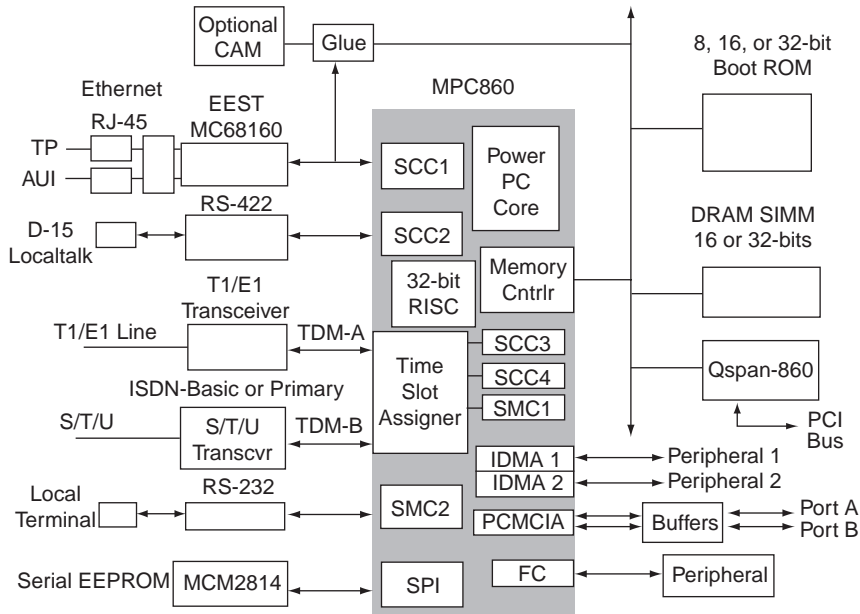 Optional
CAM
Glue
8, 16, or 32-bit
Boot ROM
MPC860
Ethernet
RJ-45
EEST
MC68160
TP
AUI
SCC1
Power
PC
Core
RS-422
D-15
Localtalk
SCC2
DRAM SIMM
16 or 32-bits
32-bit
RISC
Memory
Cntrlr
T1/E1
Transceiver
T1/E1 Line
TDM-A
Time
Slot
Assigner
SCC3
SCC4
SMC1
Qspan-860
PCI
Bus
ISDN-Basic or Primary
S/T/U
S/T/U
Transcvr
TDM-B
IDMA 1
IDMA 2
Peripheral 1
Peripheral 2
RS-232
Local
Terminal
SMC2
PCMCIA
Buffers
Port A
Port B
Serial EEPROM
MCM2814
SPI
FC
Peripheral